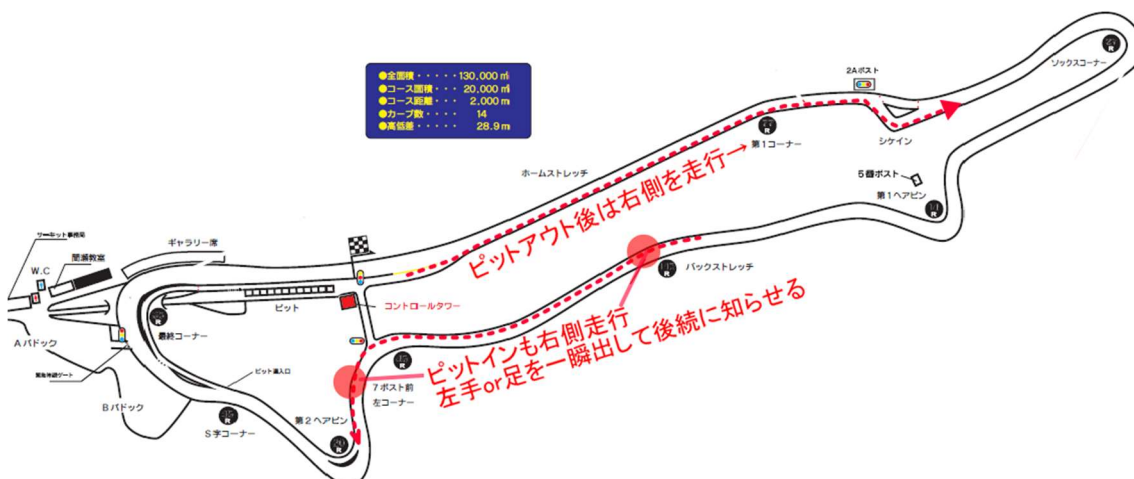 ●全面積・・・・・130.000㎡
●コース面積・・・20.000㎡
●コース距離・・・2.000m
●カーブ数・・・・14
●高低差・・・・・28.9m
2Aポスト
ソックスコーナー
シケイン
第1コーナー
ホームストレッチ
ピットアウト後は右側を走行→
5番ポスト
第1ヘアピン
バックストレッチ
ギャラリー席
サーキット事務局
W.C
間瀬教室
ピット
コントロールタワー
最終コーナー
Aパドック
Bパドック
ピットインも右側走行
左手or足を一瞬出して後続に知らせる
7ポスト前
左コーナー
ピット進入口
第2ヘアピン
S字コーナー